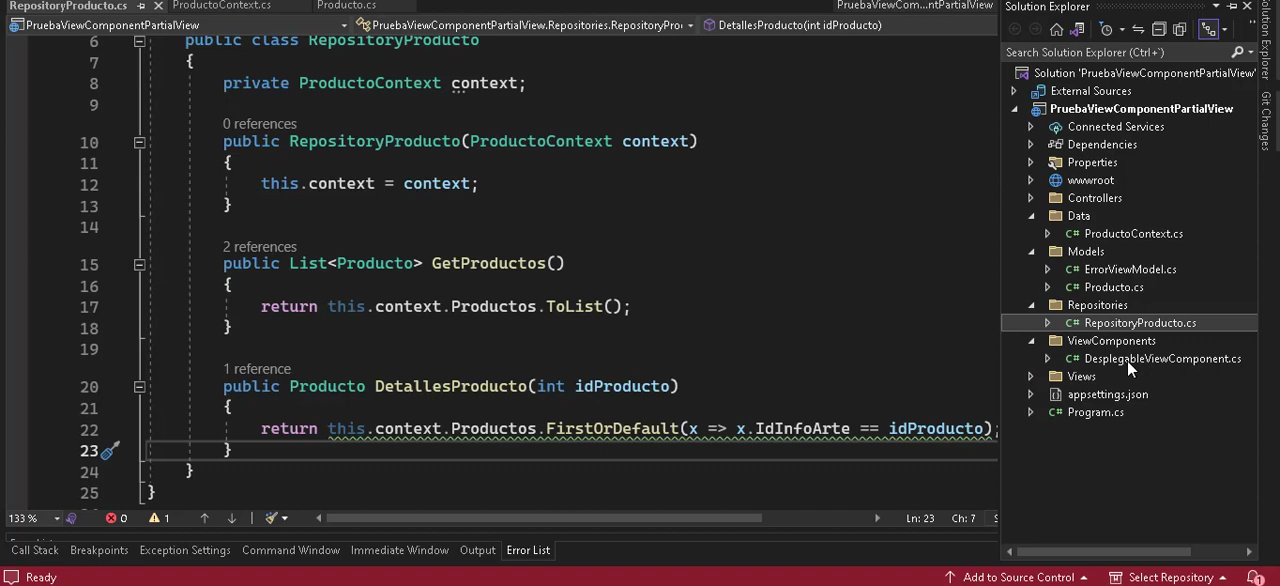 RepositoryProducto.cs
ProductoContext.cs
Producto.cs
PruebaViewCom...ntPartialView
PruebaViewComponentPartialView
PruebaViewComponentPartialView.Repositories.RepositoryPro
DetallesProducto(int idProducto)
6 public class RepositoryProducto
7 {
8 private ProductoContext context;
9
0 references
10 public RepositoryProducto(ProductoContext context)
11 {
12 this.context = context;
13 }
14
2 references
15 public List<Producto> GetProductos()
16 {
17 return this.context.Productos.ToList();
18 }
19
1 reference
20 public Producto DetallesProducto(int idProducto)
21 {
22 return this.context.Productos.FirstOrDefault(x => x.IdInfoArte == idProducto);
23 }
24 }
25 }
133 %
0
1
Ln: 23 Ch: 7 S
Call Stack Breakpoints Exception Settings Command Window Immediate Window Output Error List
Ready
Add to Source Control
Select Repository
1
Solution Explorer
Search Solution Explorer (Ctrl+`)
Solution 'PruebaViewComponentPartialView'
External Sources
PruebaViewComponentPartialView
Connected Services
Dependencies
Properties
wwwroot
Controllers
Data
C# ProductoContext.cs
Models
C# ErrorViewModel.cs
C# Producto.cs
Repositories
C# RepositoryProducto.cs
ViewComponents
C# DesplegableViewComponent.cs
Views
appsettings.json
C# Program.cs
Solution Explorer
Git Changes